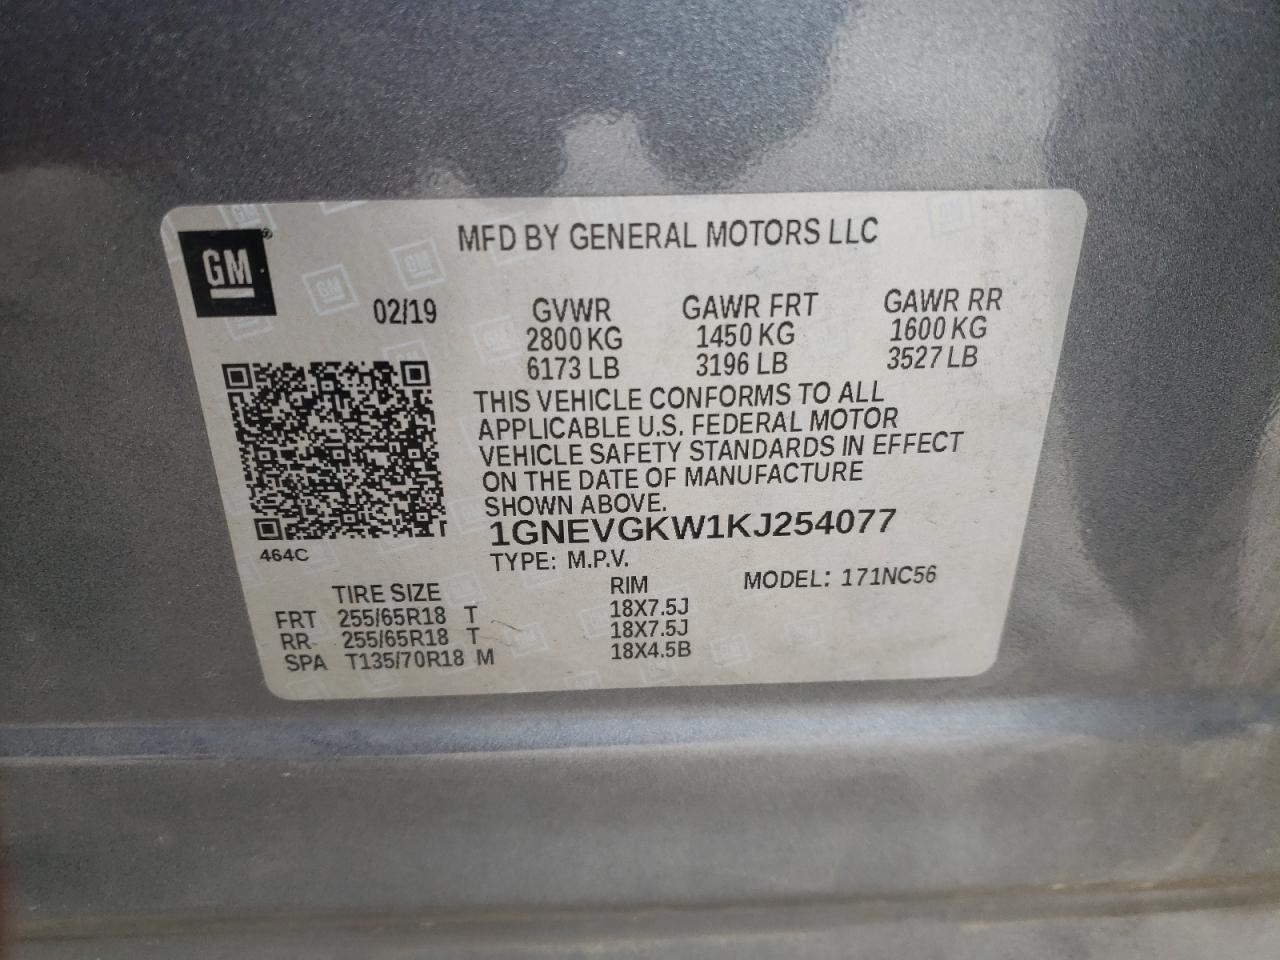 GM®
MFD BY GENERAL MOTORS LLC
02/19 GVWR GAWR FRT GAWR RR
2800 KG 1450 KG 1600 KG
6173 LB 3196 LB 3527 LB
THIS VEHICLE CONFORMS TO ALL
APPLICABLE U.S. FEDERAL MOTOR
VEHICLE SAFETY STANDARDS IN EFFECT
ON THE DATE OF MANUFACTURE
SHOWN ABOVE.
1GNEVGKW1KJ254077
464C
TYPE: M.P.V. MODEL: 171NC56
TIRE SIZE RIM
FRT 255/65R18 T 18X7.5J
RR 255/65R18 T 18X7.5J
SPA T135/70R18 M 18X4.5B